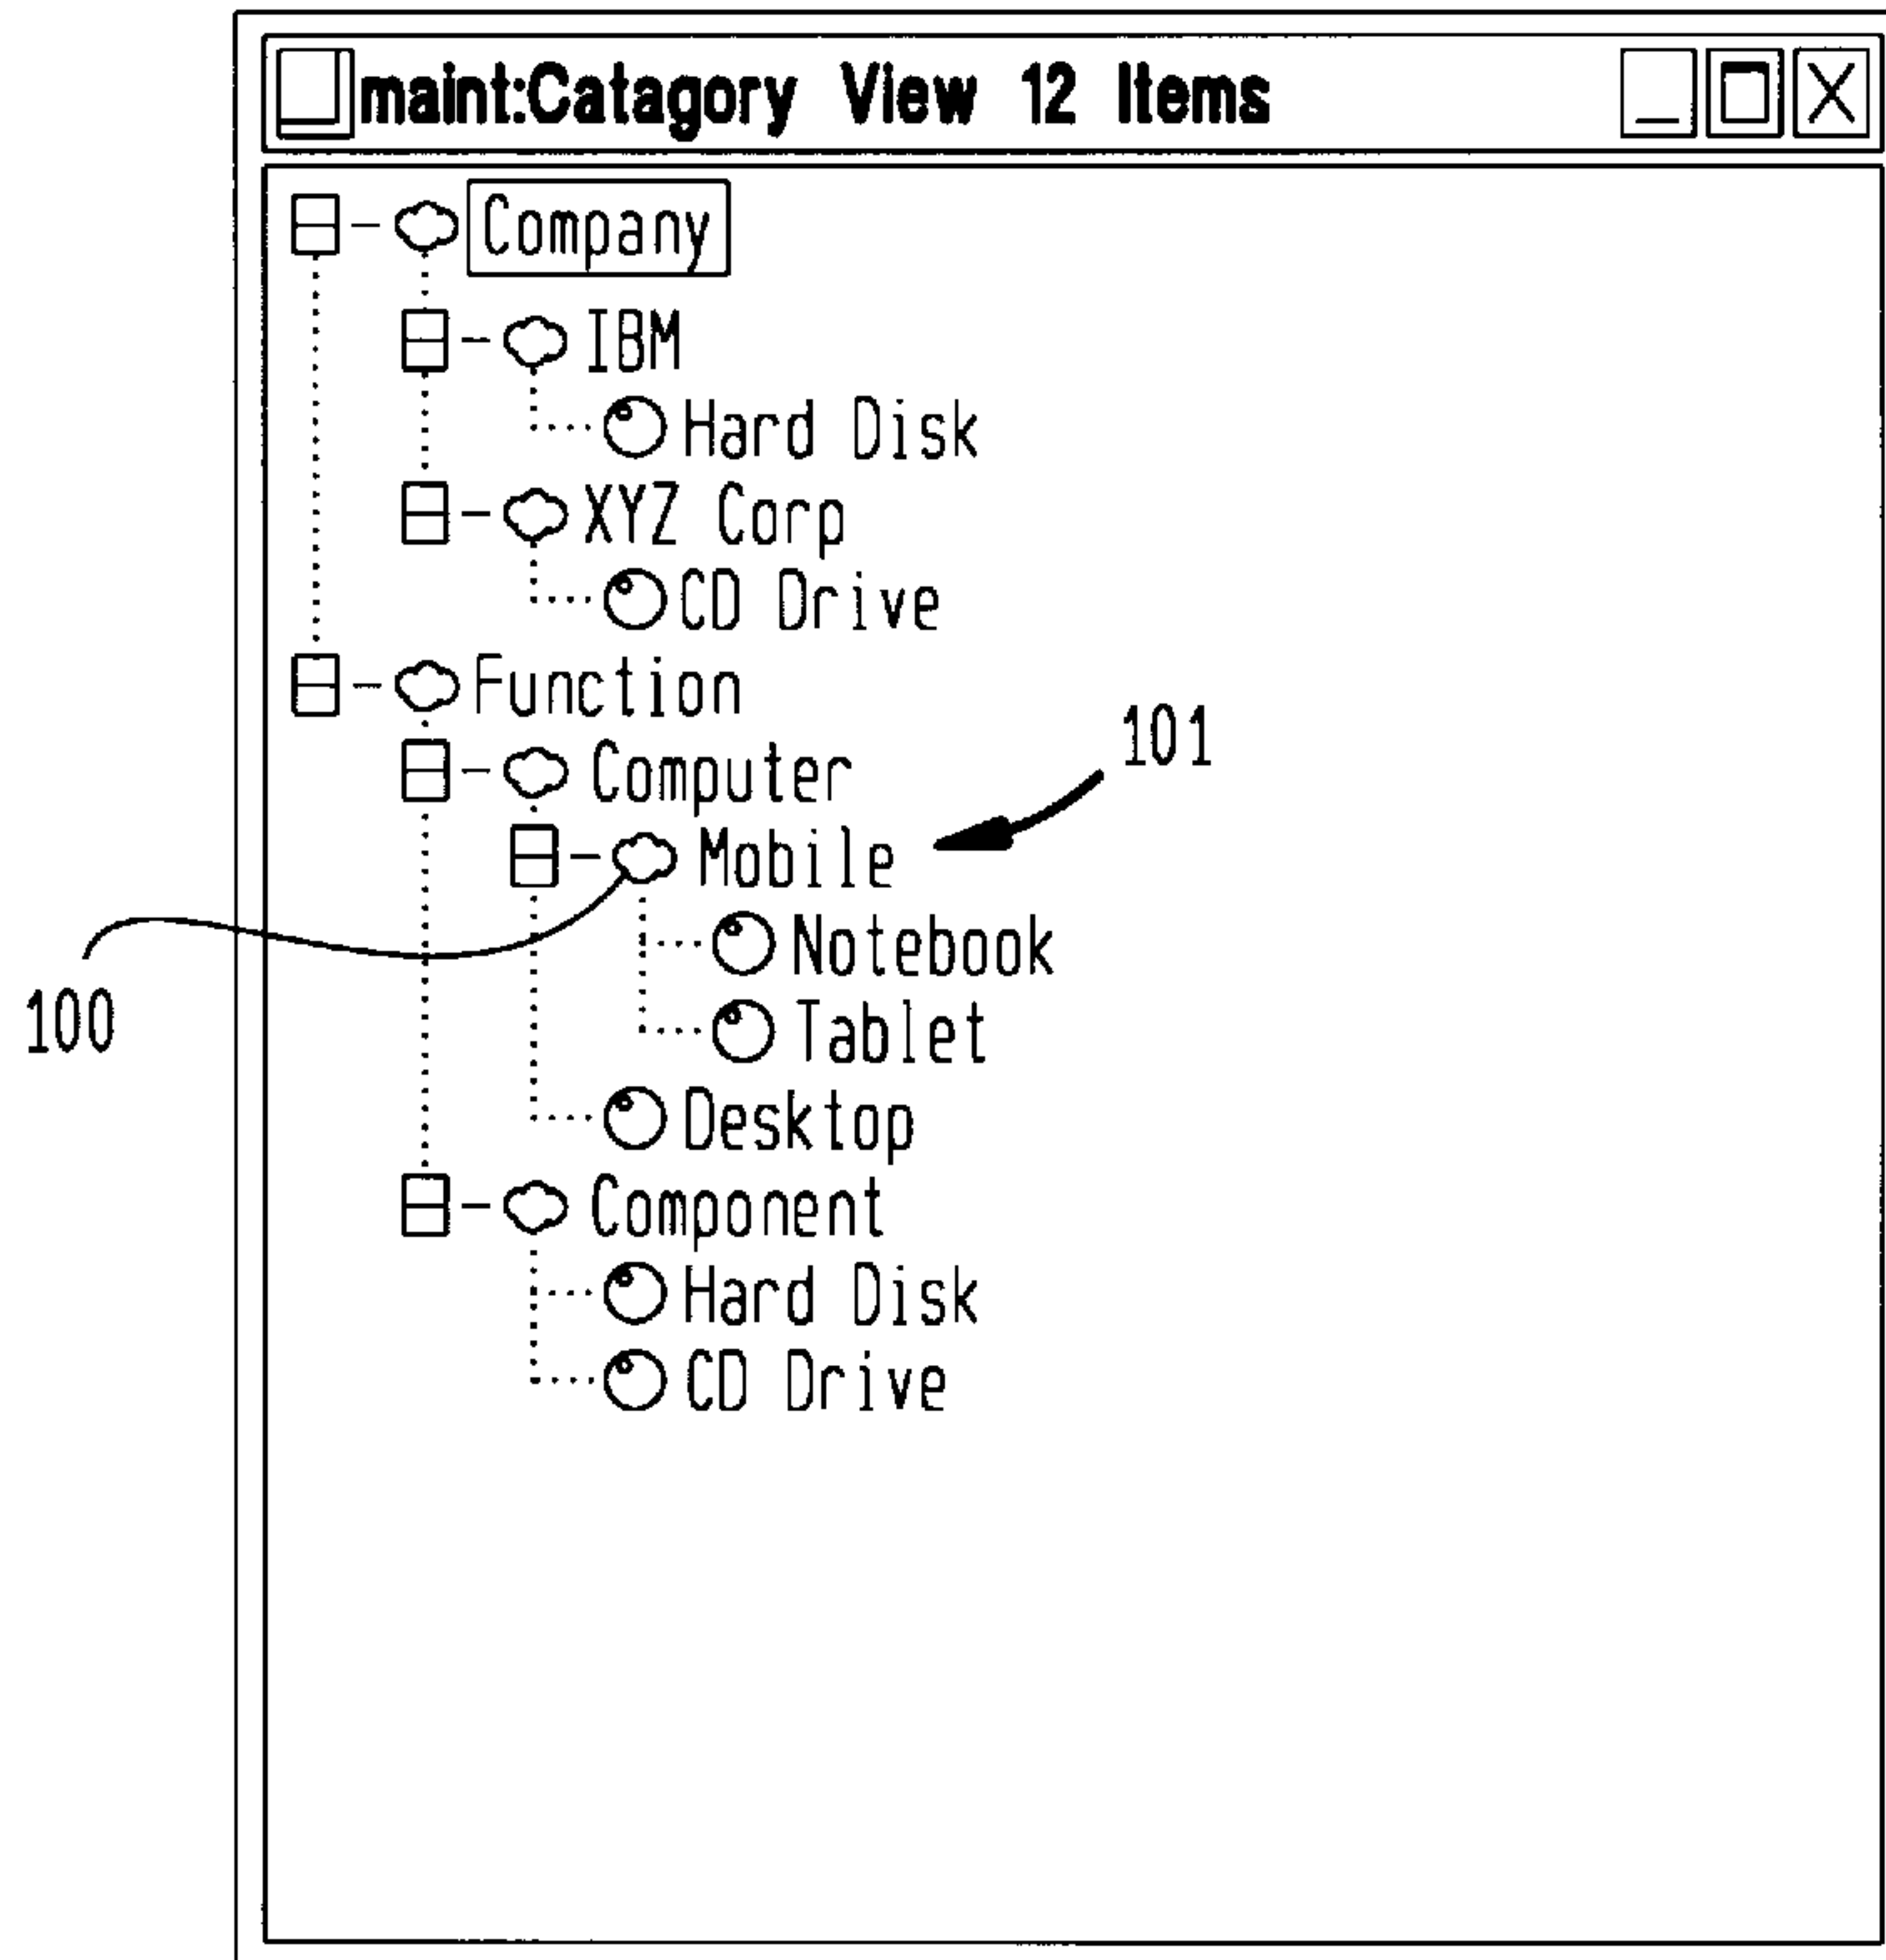 maint:Catagory View 12 Items
Company
IBM
Hard Disk
XYZ Corp
CD Drive
Function
101
Computer
Mobile
Notebook
100
Tablet
Desktop
Component
Hard Disk
CD Drive